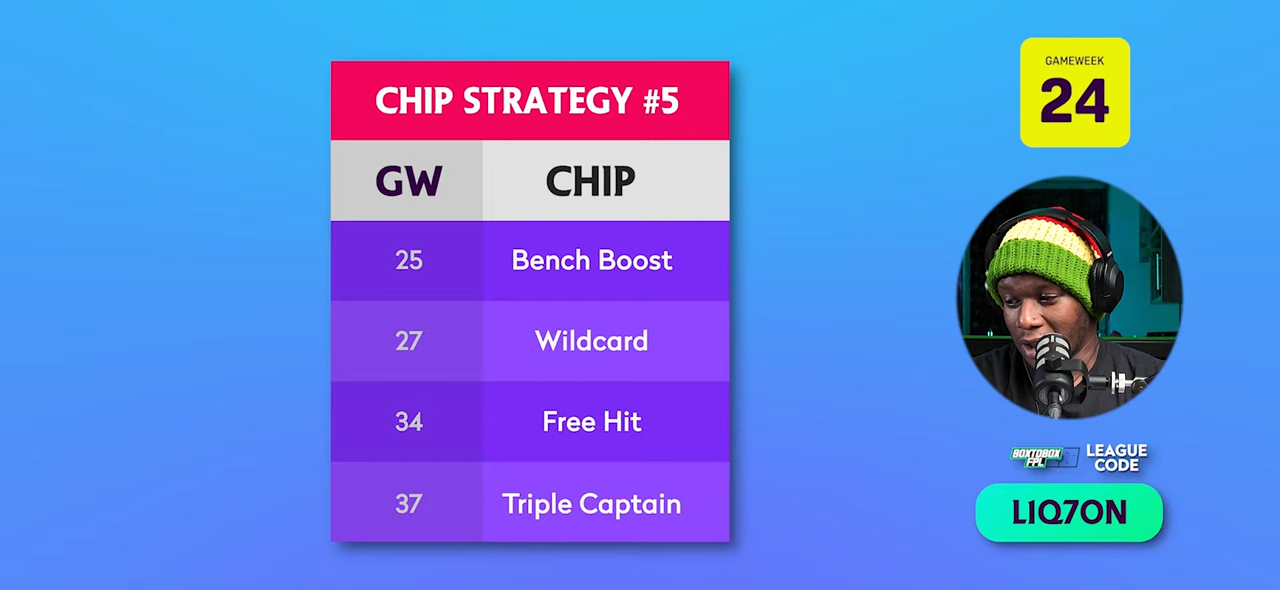 CHIP STRATEGY #5
GW CHIP
25 Bench Boost
27 Wildcard
34 Free Hit
37 Triple Captain
GAMEWEEK
24
BOXTOBOX
FPL
LEAGUE
CODE
L1Q7ON